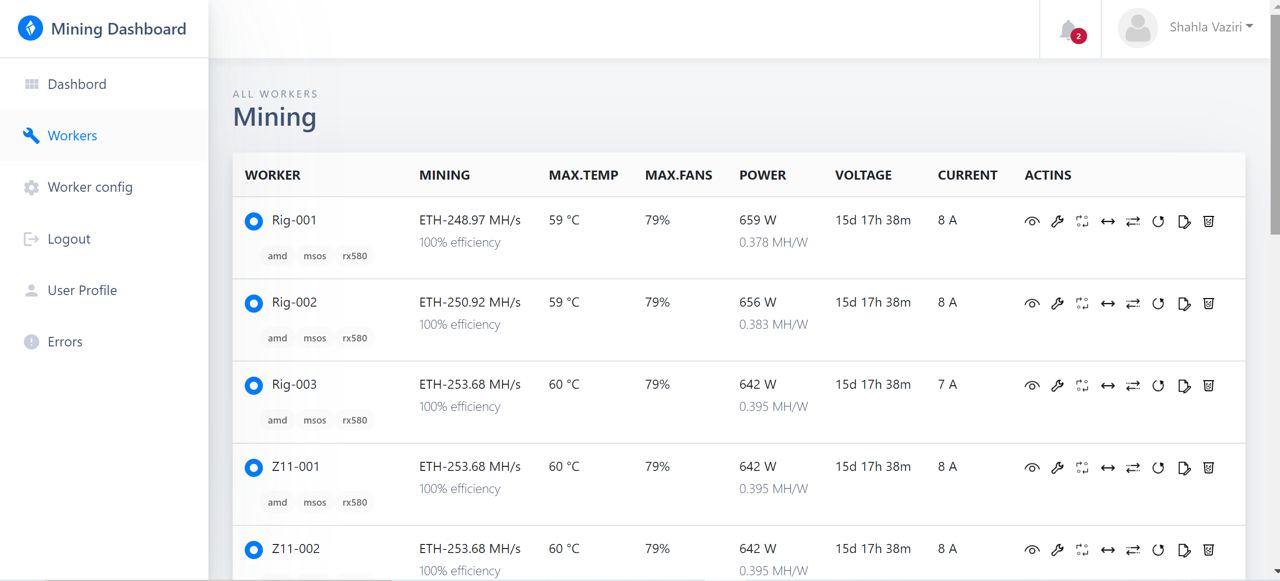 Mining Dashboard
2
Shahla Vaziri
Dashbord
Workers
Worker config
Logout
User Profile
Errors
ALL WORKERS
Mining
WORKER MINING MAX.TEMP MAX.FANS POWER VOLTAGE CURRENT ACTINS
Rig-001 ETH-248.97 MH/s 59 °C 79% 659 W 15d 17h 38m 8 A
100% efficiency 0.378 MH/W
amd msos rx580
Rig-002 ETH-250.92 MH/s 59 °C 79% 656 W 15d 17h 38m 8 A
100% efficiency 0.383 MH/W
amd msos rx580
Rig-003 ETH-253.68 MH/s 60 °C 79% 642 W 15d 17h 38m 7 A
100% efficiency 0.395 MH/W
amd msos rx580
Z11-001 ETH-253.68 MH/s 60 °C 79% 642 W 15d 17h 38m 8 A
100% efficiency 0.395 MH/W
amd msos rx580
Z11-002 ETH-253.68 MH/s 60 °C 79% 642 W 15d 17h 38m 8 A
100% efficiency 0.395 MH/W